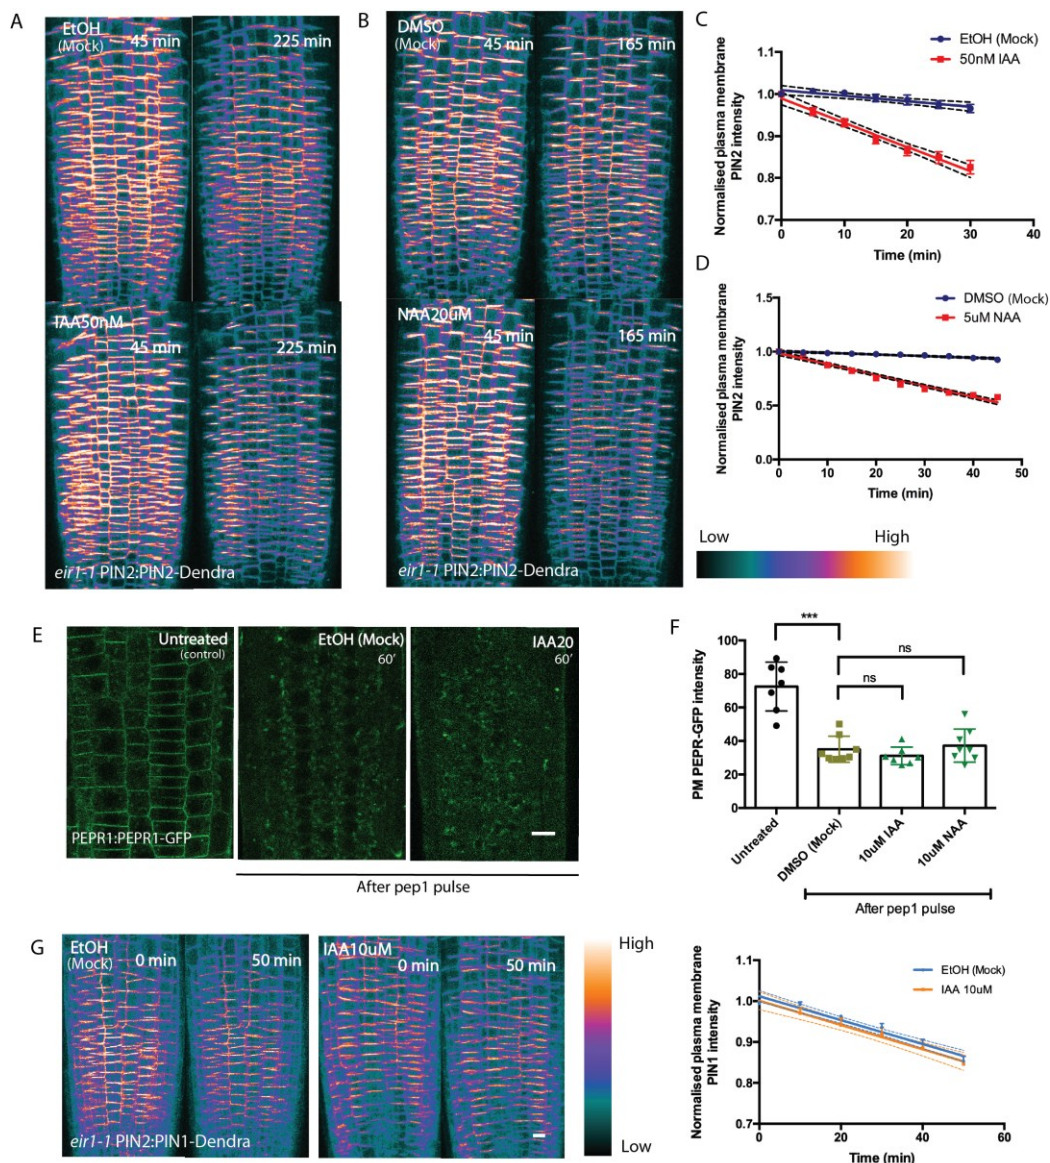 A
EtOH
(Mock)
45 min
225 min
IAA50nM
45 min
225 min
eir1-1 PIN2:PIN2-Dendra
B
DMSO
(Mock)
45 min
165 min
NAA20uM
45 min
165 min
eir1-1 PIN2:PIN2-Dendra
C
Normalised plasma membrane
PIN2 intensity
1.1
1.0
0.9
0.8
0.7
0
10
20
30
40
Time (min)
EtOH (Mock)
50nM IAA
D
Normalised plasma membrane
PIN2 intensity
1.5
1.0
0.5
0.0
0
10
20
30
40
50
Time (min)
DMSO (Mock)
5uM NAA
Low
High
E
Untreated
(control)
PEPR1:PEPR1-GFP
EtOH (Mock)
60'
IAA20
60'
After pep1 pulse
F
PM PEPR-GFP intensity
100
80
60
40
20
0
***
ns
ns
Untreated
DMSO (Mock)
10uM IAA
10uM NAA
After pep1 pulse
G
EtOH
(Mock)
0 min
50 min
eir1-1 PIN2:PIN1-Dendra
IAA10uM
0 min
50 min
High
Low
Normalised plasma membrane
PIN1 intensity
1.1
1.0
0.9
0.8
0.7
0
20
40
60
Time (min)
EtOH (Mock)
IAA 10uM